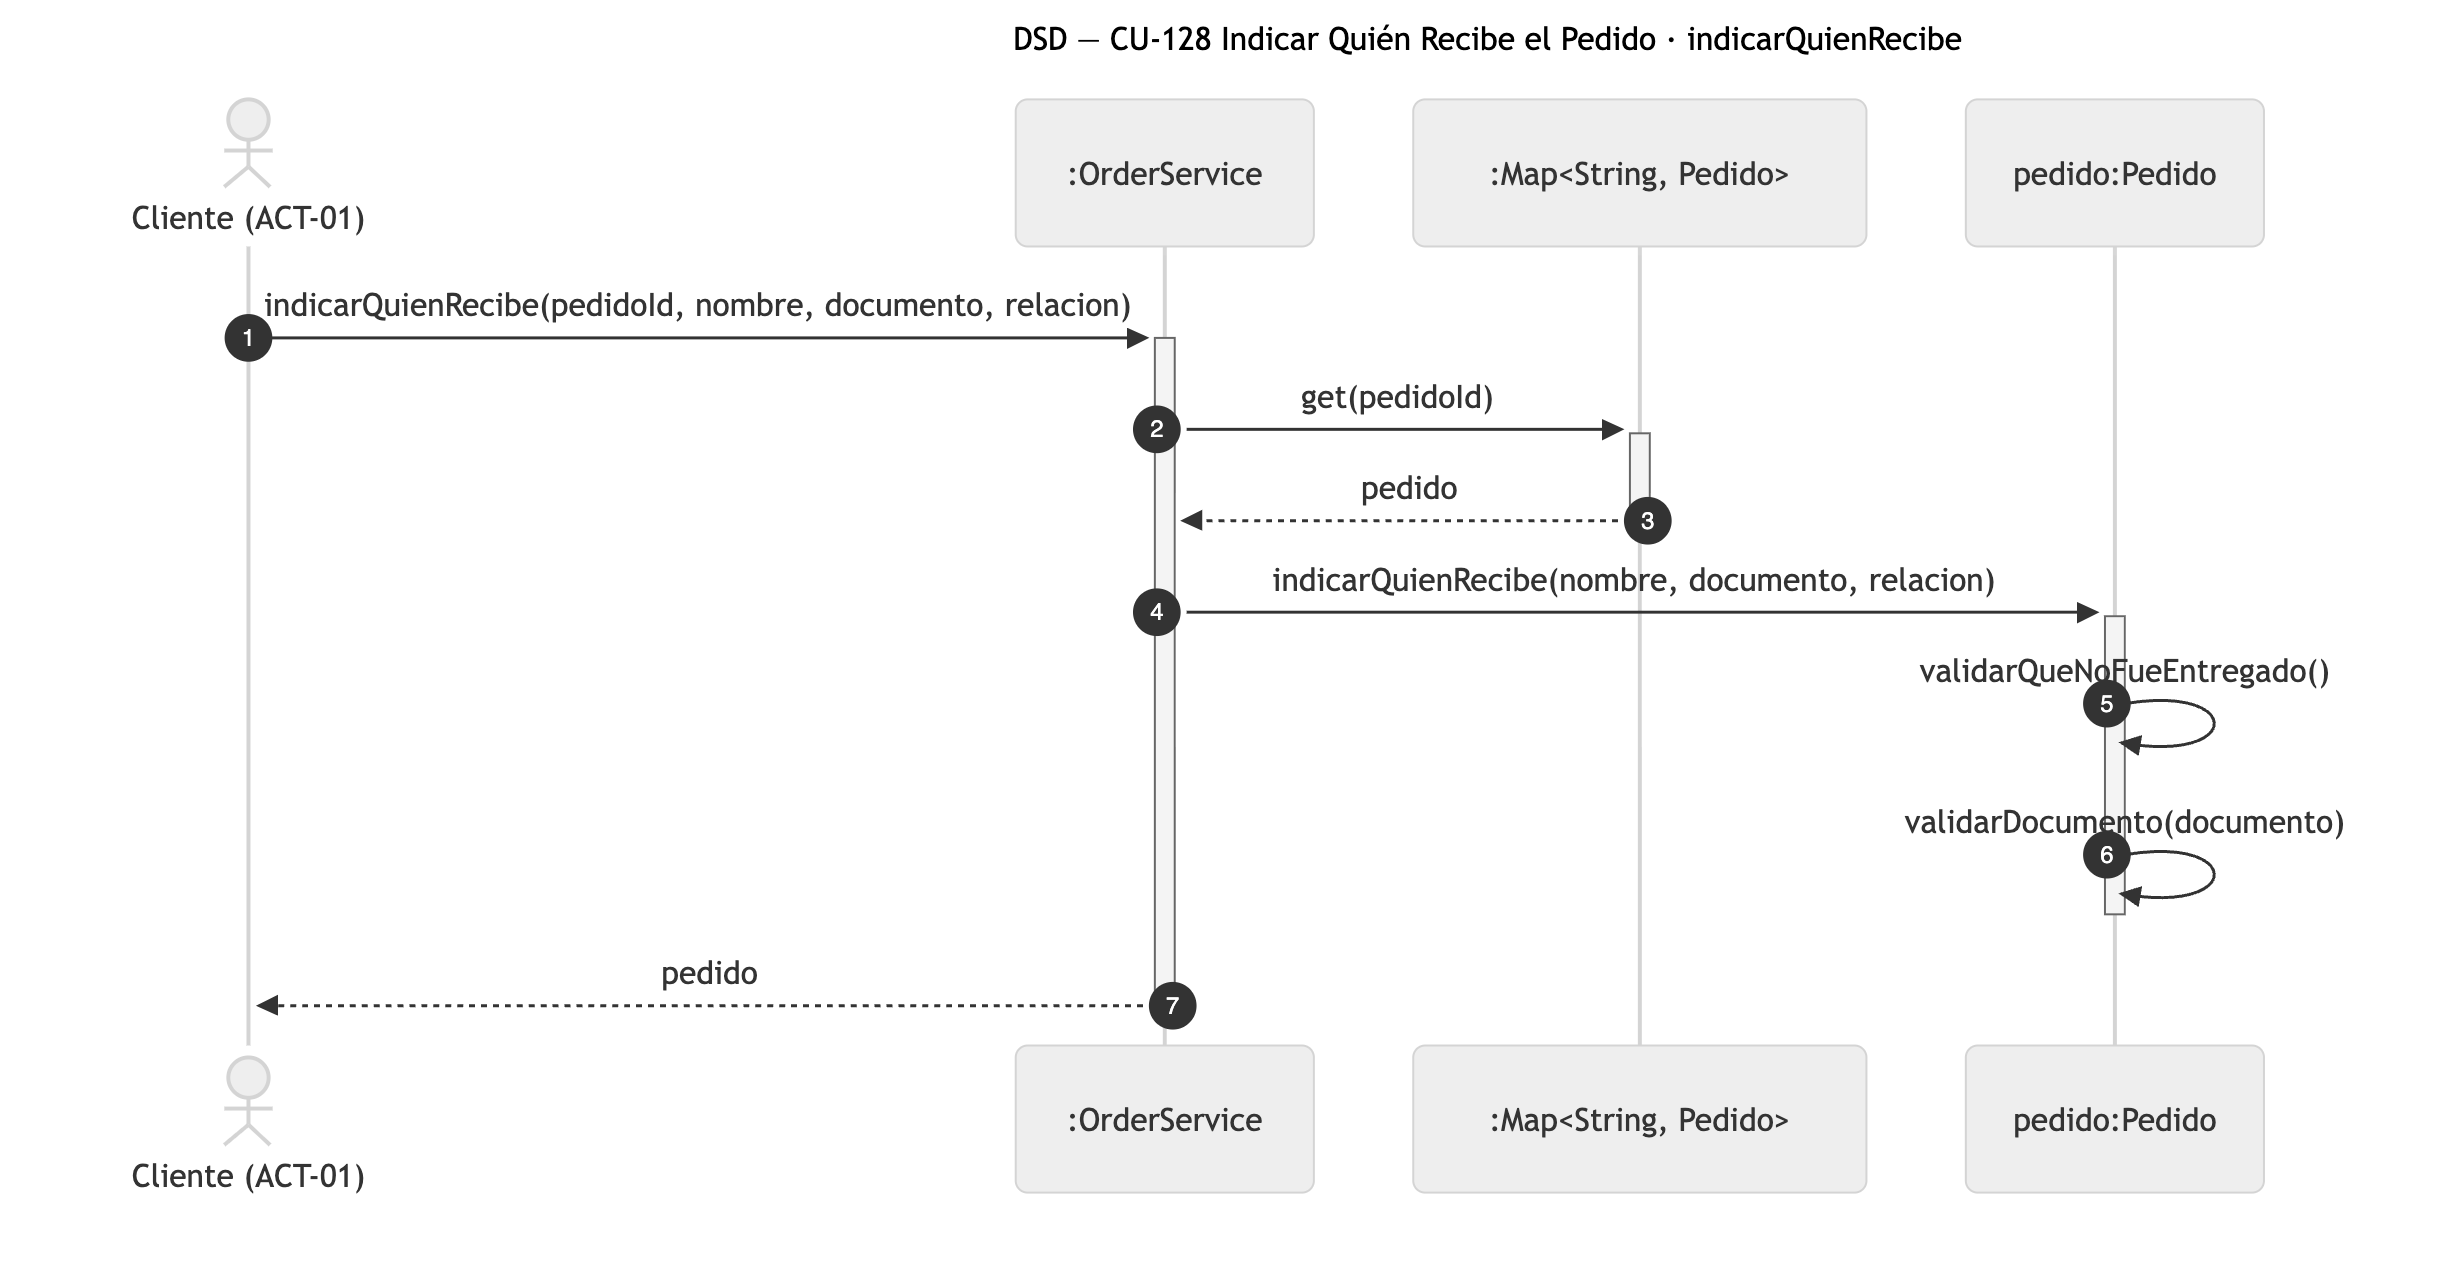 DSD — CU-128 Indicar Quién Recibe el Pedido · indicarQuienRecibe
Cliente (ACT-01)
:OrderService
:Map<String, Pedido>
pedido:Pedido
indicarQuienRecibe(pedidoId, nombre, documento, relacion)
1
get(pedidoId)
2
pedido
3
indicarQuienRecibe(nombre, documento, relacion)
4
validarQueNoFueEntregado()
5
validarDocumento(documento)
6
pedido
7
Cliente (ACT-01)
:OrderService
:Map<String, Pedido>
pedido:Pedido